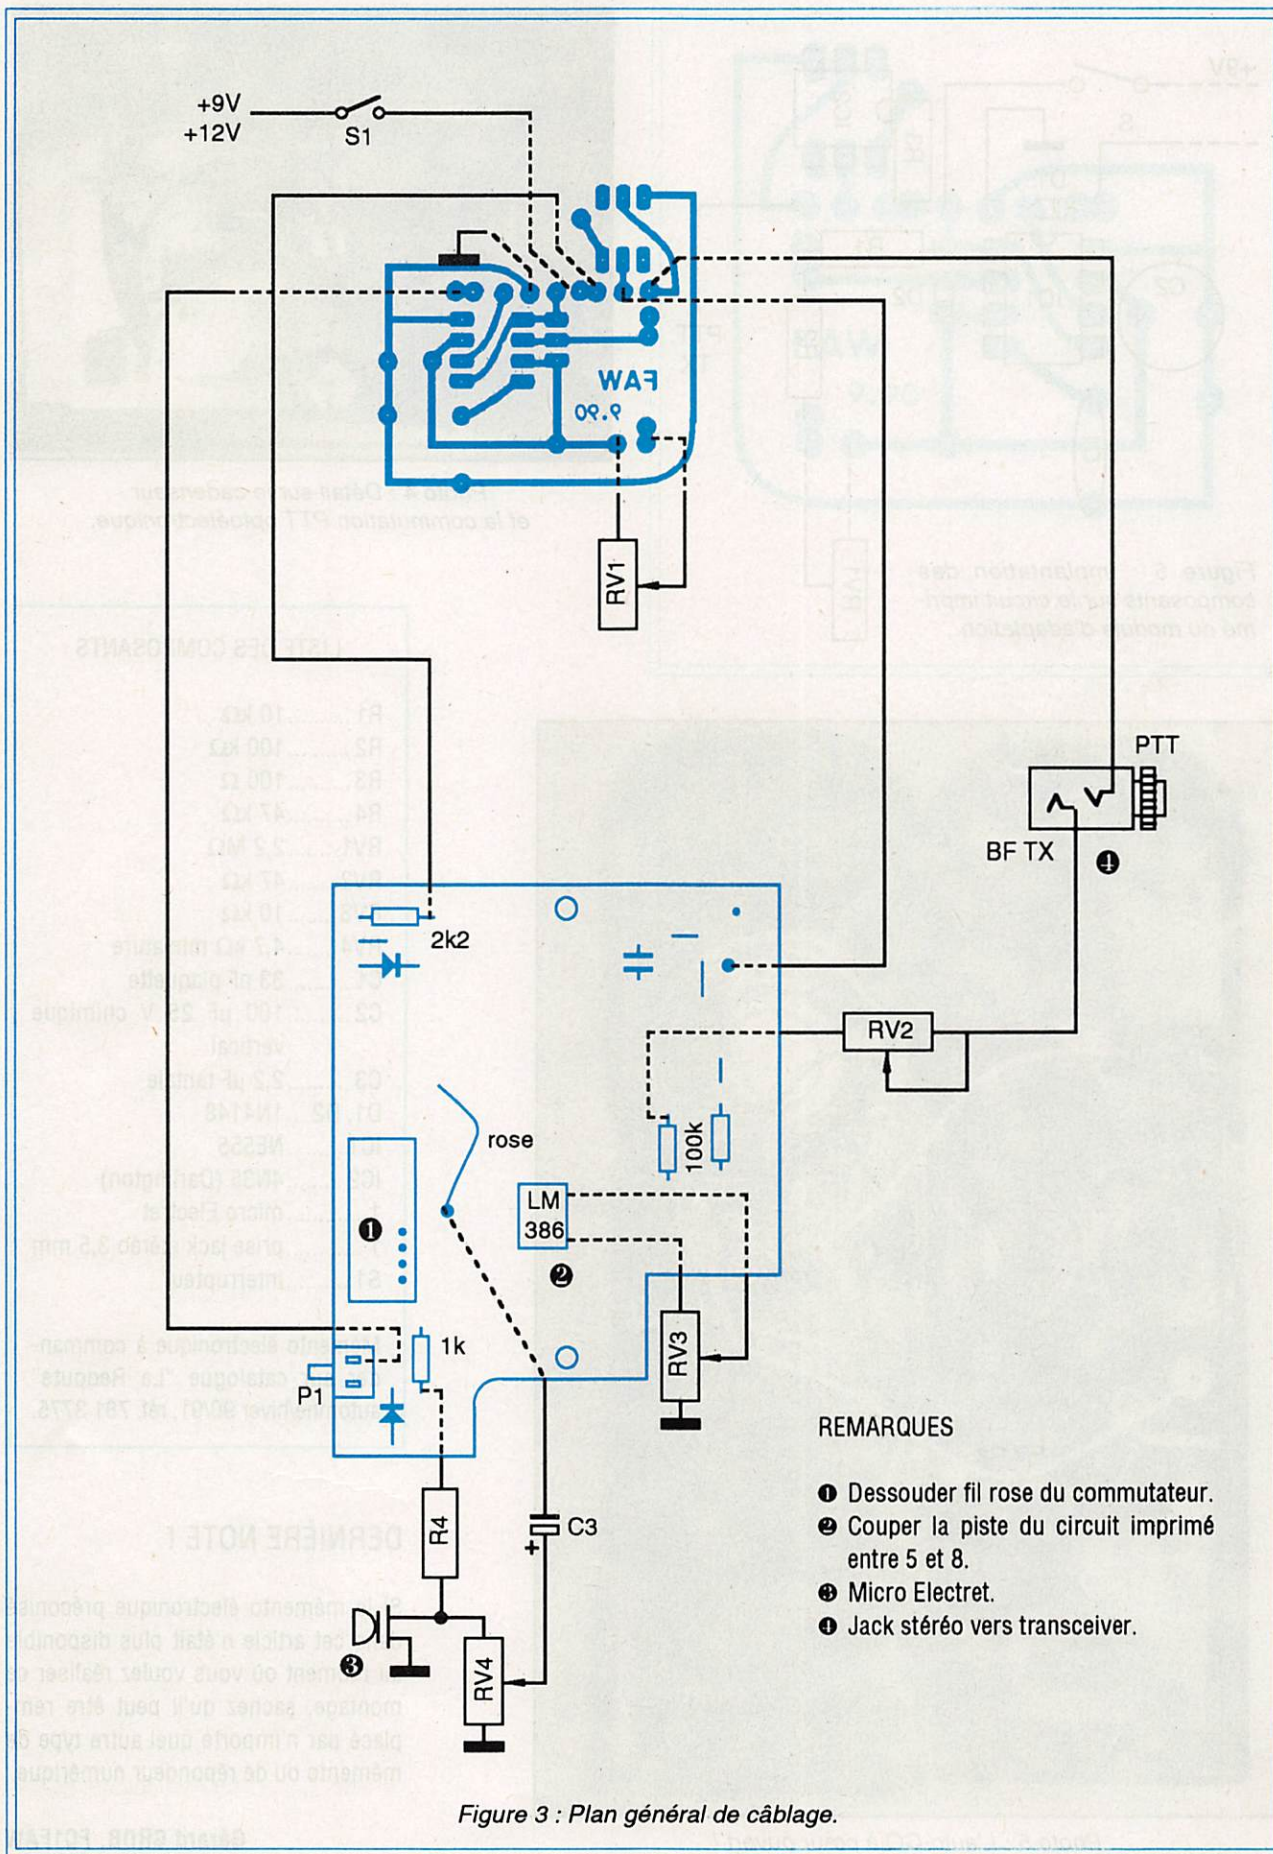 +9V
+12V
S1
FAW
9.90
RV1
PTT
BF TX
❹
2k2
RV2
rose
100k
❶
LM
386
❷
1k
RV3
P1
R4
C3
+
❸
RV4
REMARQUES
❶ Dessouder fil rose du commutateur.
❷ Couper la piste du circuit imprimé
entre 5 et 8.
❸ Micro Electret.
❹ Jack stéréo vers transceiver.
Figure 3 : Plan général de câblage.